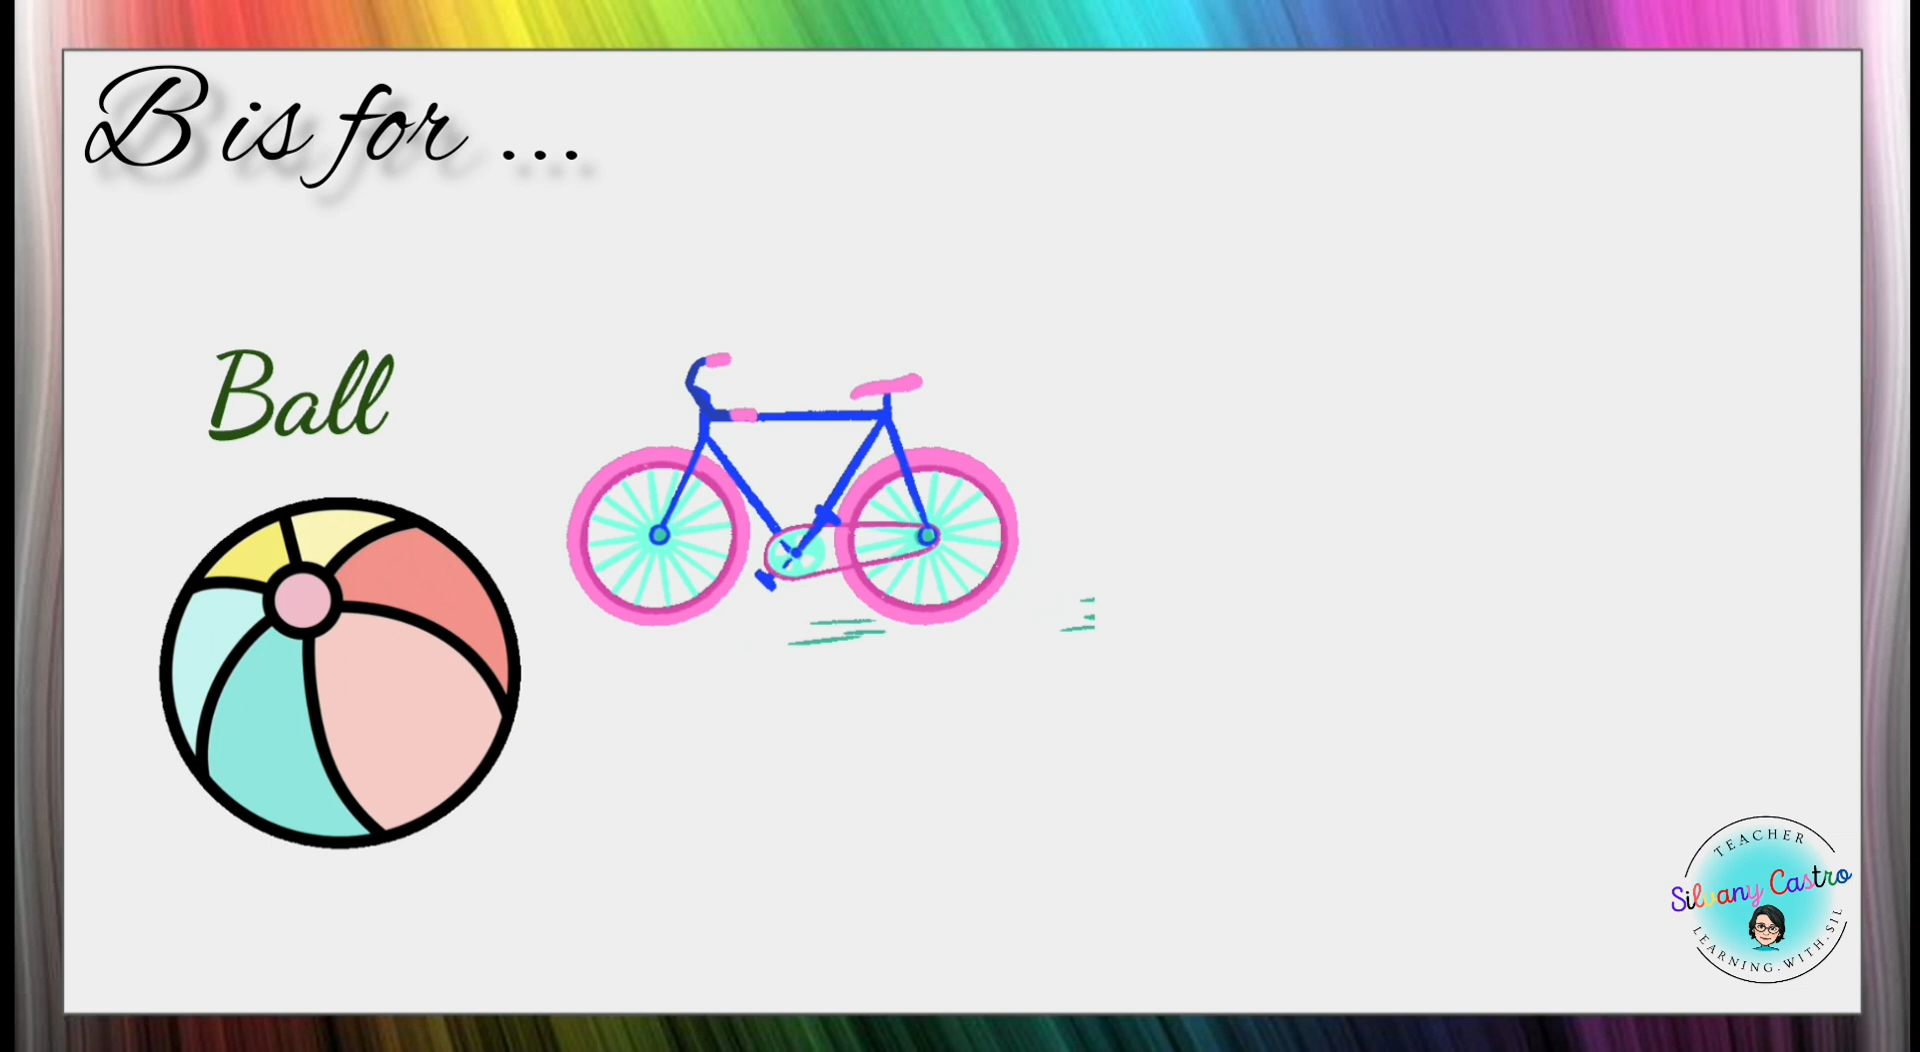 B is for ...
Ball
TEACHER
Silvany Castro
LEARNING.WITH.SIL